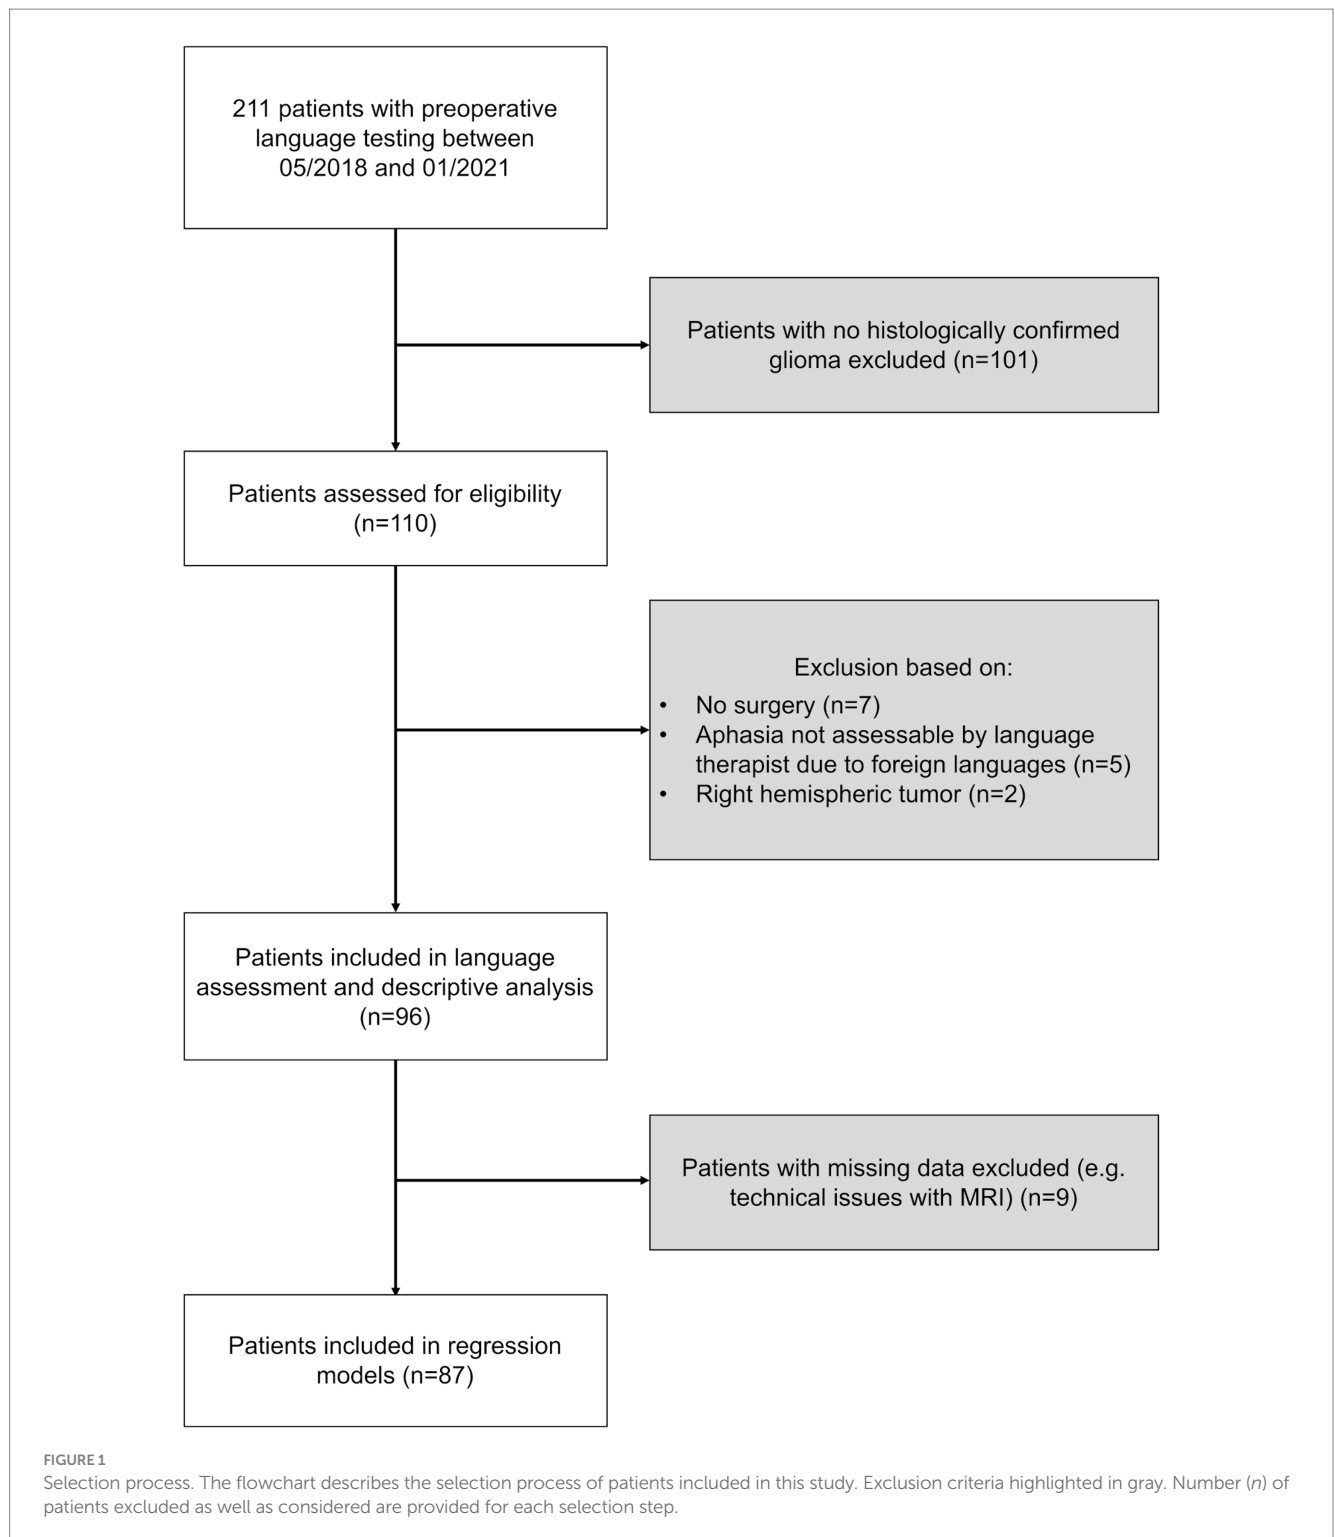 211 patients with preoperative
language testing between
05/2018 and 01/2021
Patients with no histologically confirmed
glioma excluded (n=101)
Patients assessed for eligibility
(n=110)
Exclusion based on:
• No surgery (n=7)
• Aphasia not assessable by language
therapist due to foreign languages (n=5)
• Right hemispheric tumor (n=2)
Patients included in language
assessment and descriptive analysis
(n=96)
Patients with missing data excluded (e.g.
technical issues with MRI) (n=9)
Patients included in regression
models (n=87)
FIGURE 1
Selection process. The flowchart describes the selection process of patients included in this study. Exclusion criteria highlighted in gray. Number (n) of
patients excluded as well as considered are provided for each selection step.